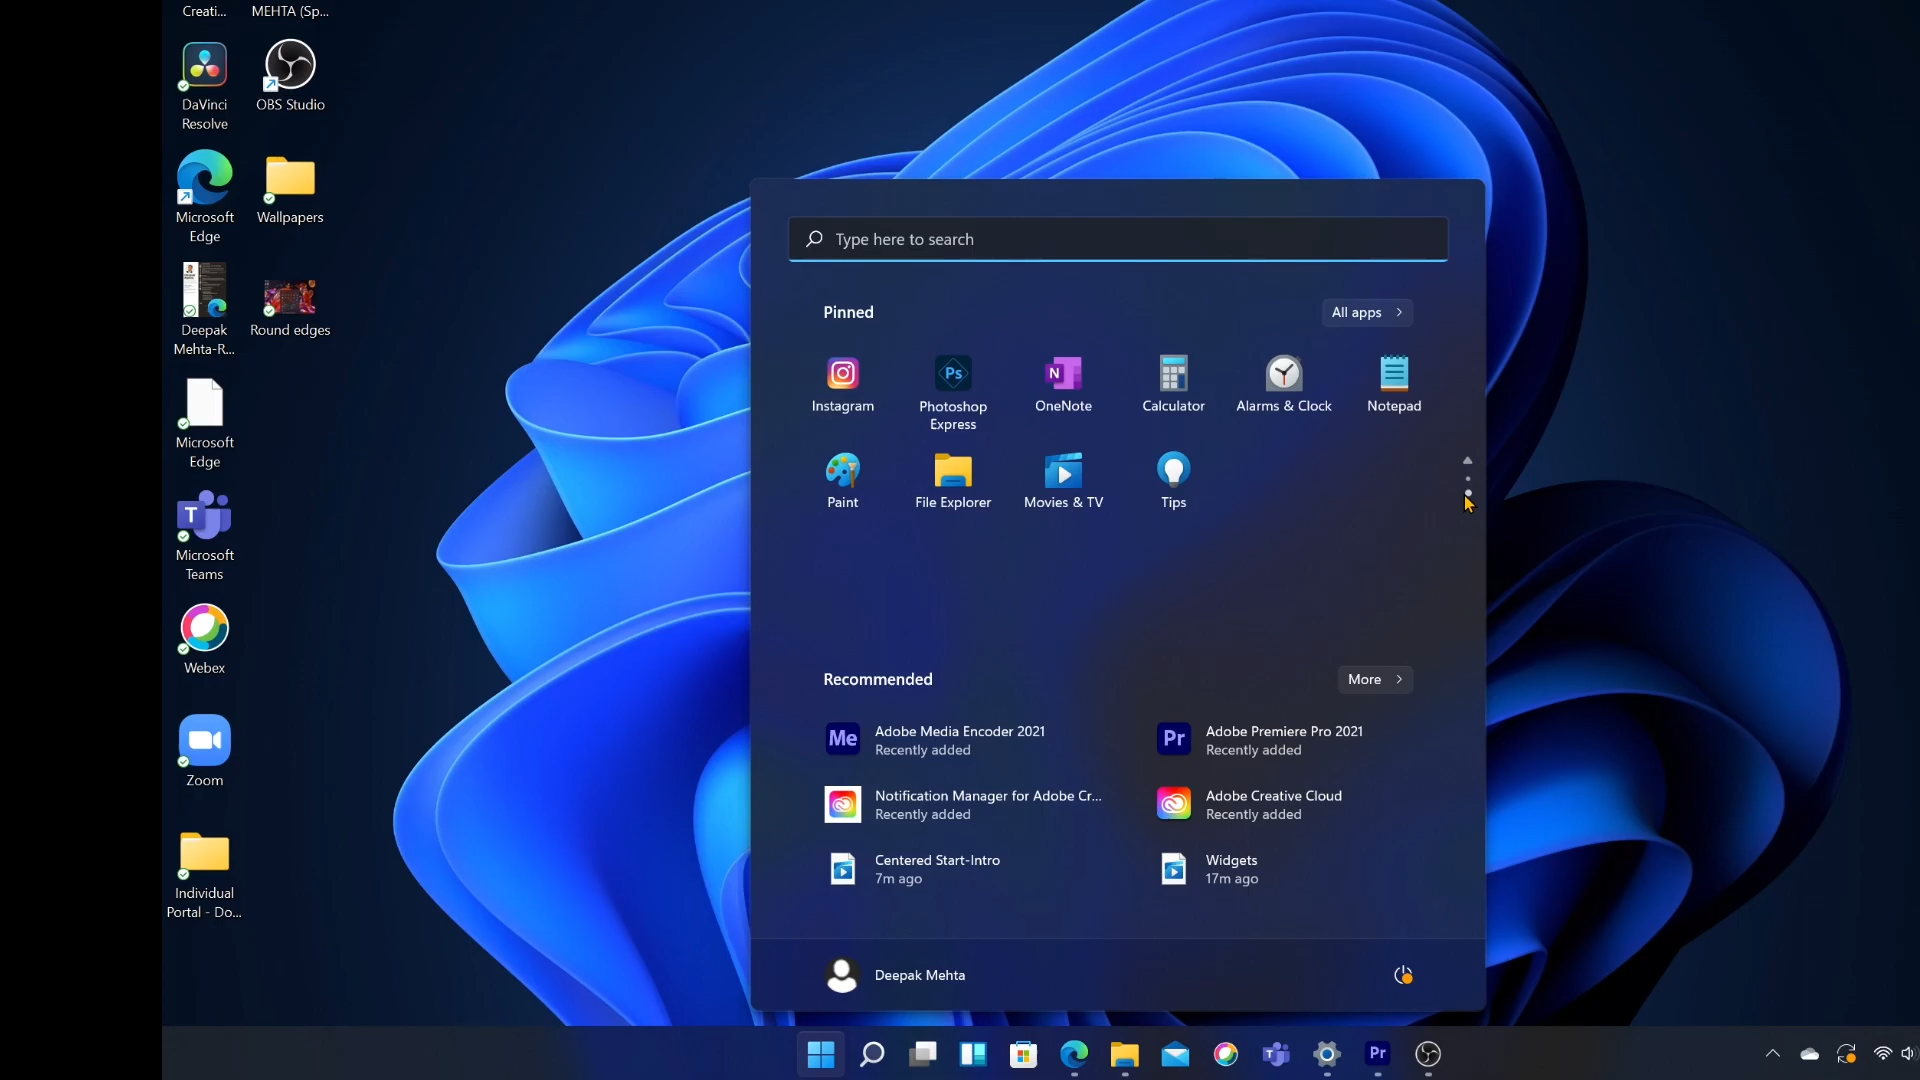 Creati...
MEHTA (Sp...
DaVinci
Resolve
OBS Studio
Microsoft
Edge
Wallpapers
Deepak
Mehta-R...
Round edges
Microsoft
Edge
T
Microsoft
Teams
Webex
Zoom
Individual
Portal - Do...
Type here to search
Pinned
All apps
Ps
N
Instagram
Photoshop
Express
OneNote
Calculator
Alarms & Clock
Notepad
Paint
File Explorer
Movies & TV
Tips
Recommended
More
Me
Adobe Media Encoder 2021
Recently added
Pr
Adobe Premiere Pro 2021
Recently added
Notification Manager for Adobe Cr...
Recently added
Adobe Creative Cloud
Recently added
Centered Start-Intro
7m ago
Widgets
17m ago
Deepak Mehta
T
Pr